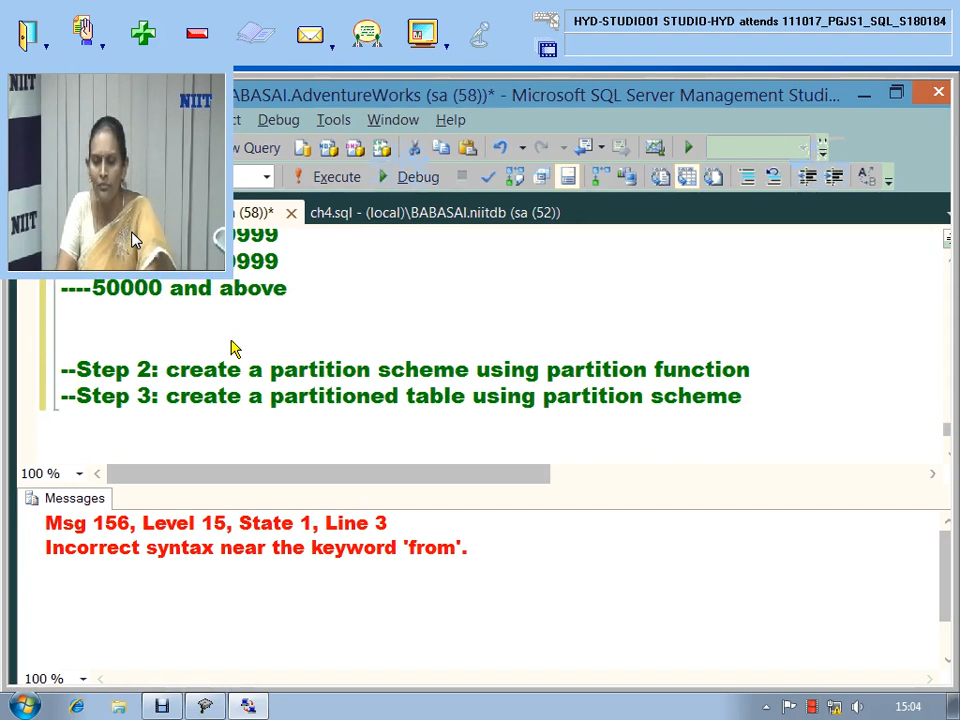 HYD-STUDIO01 STUDIO-HYD attends 111017_PGJS1_SQL_S180184
NIIT
NIIT
NIIT
BABASAI.AdventureWorks (sa (58))* - Microsoft SQL Server Management Studi...
Debug Tools Window Help
Query
Execute Debug
(58))* ch4.sql - (local)\BABASAI.niitdb (sa (52))
9999
9999
----50000 and above
--Step 2: create a partition scheme using partition function
--Step 3: create a partitioned table using partition scheme
100 %
Messages
Msg 156, Level 15, State 1, Line 3
Incorrect syntax near the keyword 'from'.
100 %
15:04